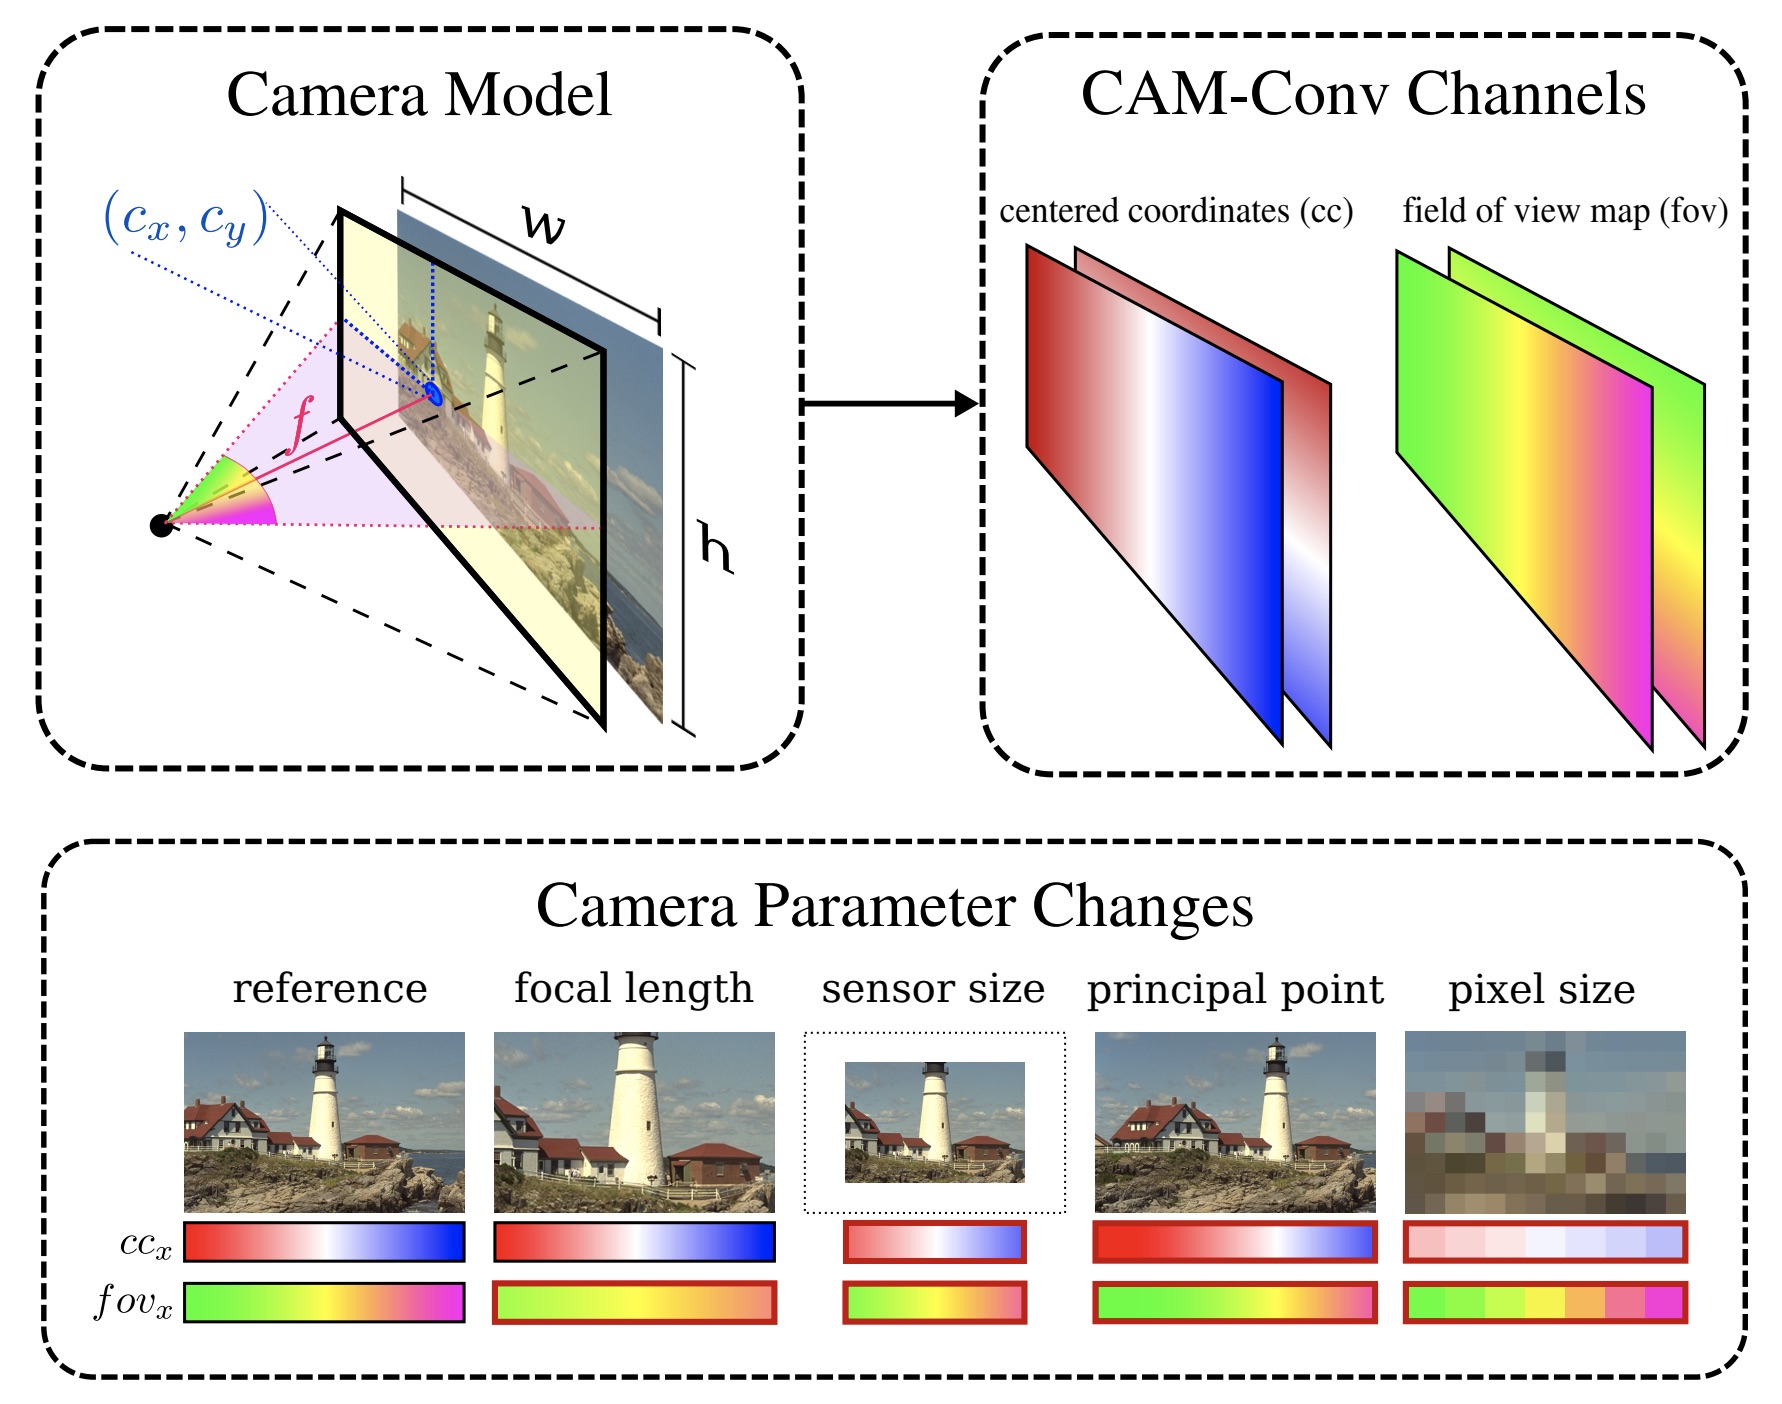 Camera Model
(c_x, c_y)
w
f
h
CAM-Conv Channels
centered coordinates (cc)
field of view map (fov)
Camera Parameter Changes
reference
focal length
sensor size
principal point
pixel size
cc_x
fov_x